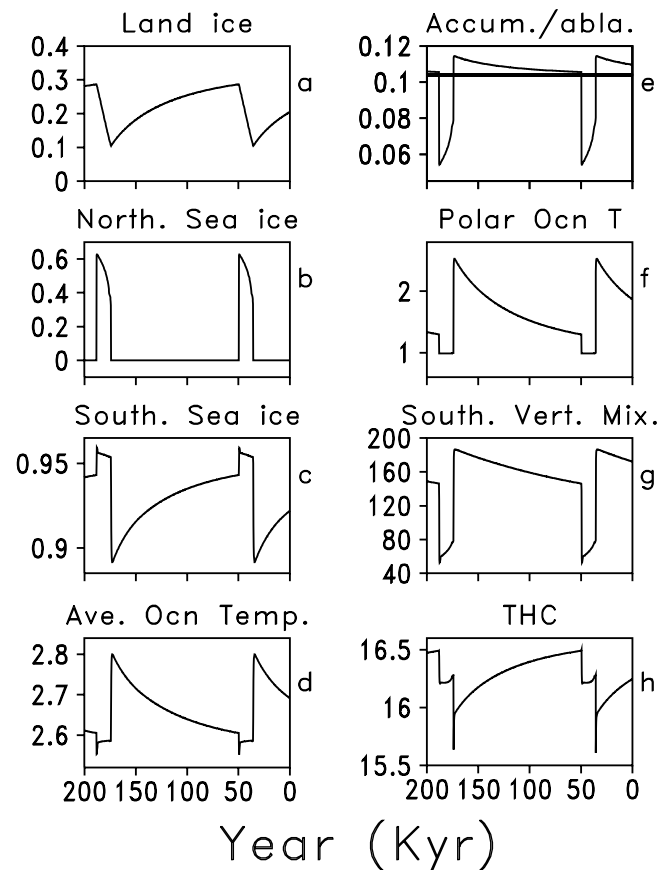 Land ice
0.4
0.3
0.2
0.1
0
a
Accum./abla.
0.12
0.1
0.08
0.06
e
North. Sea ice
0.6
0.4
0.2
0
b
Polar Ocn T
2
1
f
South. Sea ice
0.95
0.9
c
South. Vert. Mix.
200
160
120
80
40
g
Ave. Ocn Temp.
2.8
2.7
2.6
d
200 150 100 50 0
THC
16.5
16
15.5
h
200 150 100 50 0
Year (Kyr)